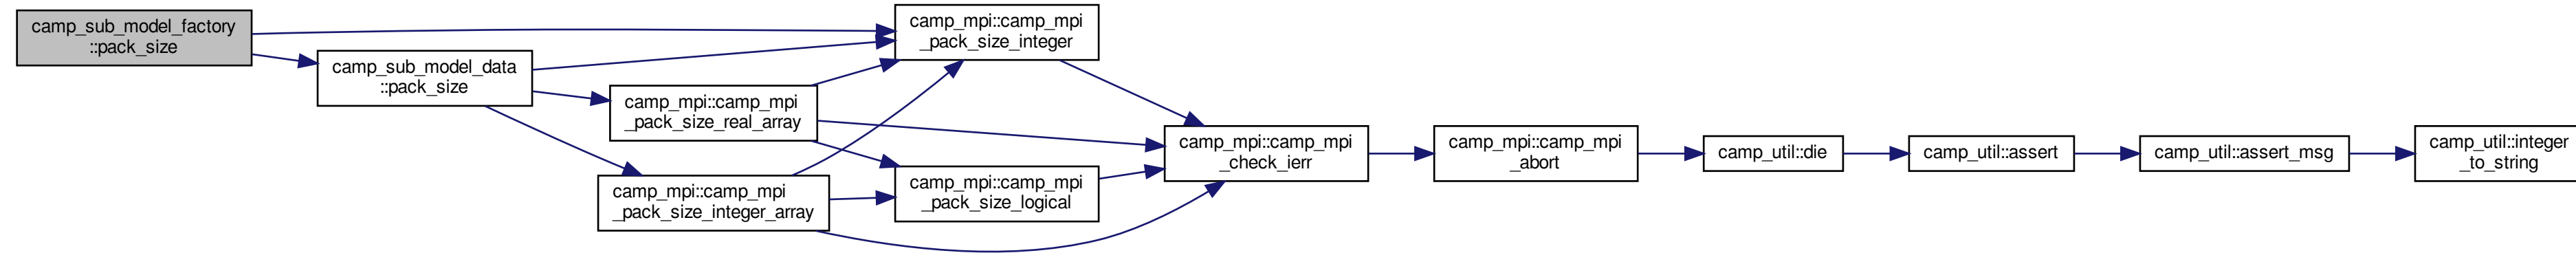 camp_sub_model_factory
::pack_size
camp_sub_model_data
::pack_size
camp_mpi::camp_mpi
_pack_size_real_array
camp_mpi::camp_mpi
_pack_size_integer_array
camp_mpi::camp_mpi
_pack_size_integer
camp_mpi::camp_mpi
_pack_size_logical
camp_mpi::camp_mpi
_check_ierr
camp_mpi::camp_mpi
_abort
camp_util::die
camp_util::assert
camp_util::assert_msg
camp_util::integer
_to_string